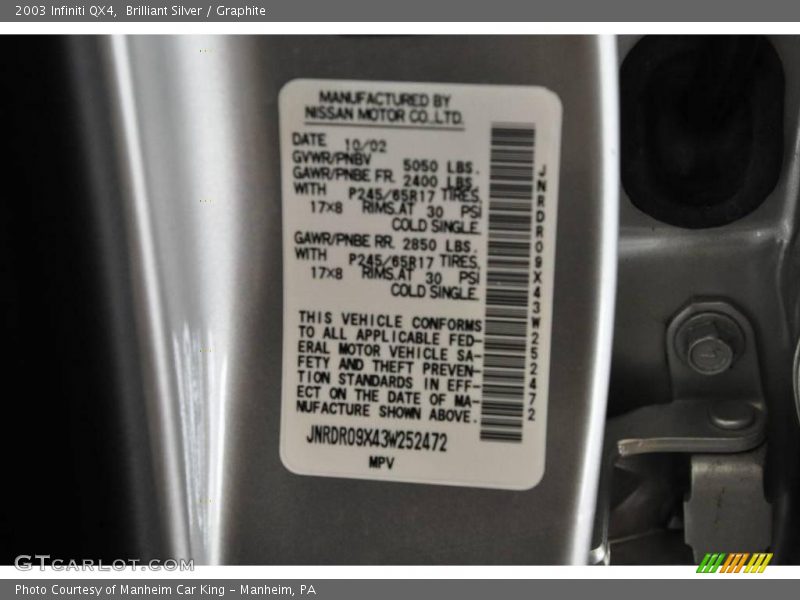 2003 Infiniti QX4,  Brilliant Silver / Graphite
MANUFACTURED BY
NISSAN MOTOR CO.,LTD.
DATE 10/02
GVWR/PNBV 5050 LBS.
GAWR/PNBE FR. 2400 LBS.
WITH P245/65R17 TIRES,
17×8 RIMS.AT 30 PSI
COLD SINGLE.
GAWR/PNBE RR. 2850 LBS.
WITH P245/65R17 TIRES,
17×8 RIMS.AT 30 PSI
COLD SINGLE.
THIS VEHICLE CONFORMS
TO ALL APPLICABLE FED-
ERAL MOTOR VEHICLE SA-
FETY AND THEFT PREVEN-
TION STANDARDS IN EFF-
ECT ON THE DATE OF MA-
NUFACTURE SHOWN ABOVE.
JNRDR09X43W252472
MPV
JNRDR09X43W252472
GTcarlot.com
Photo Courtesy of Manheim Car King - Manheim, PA